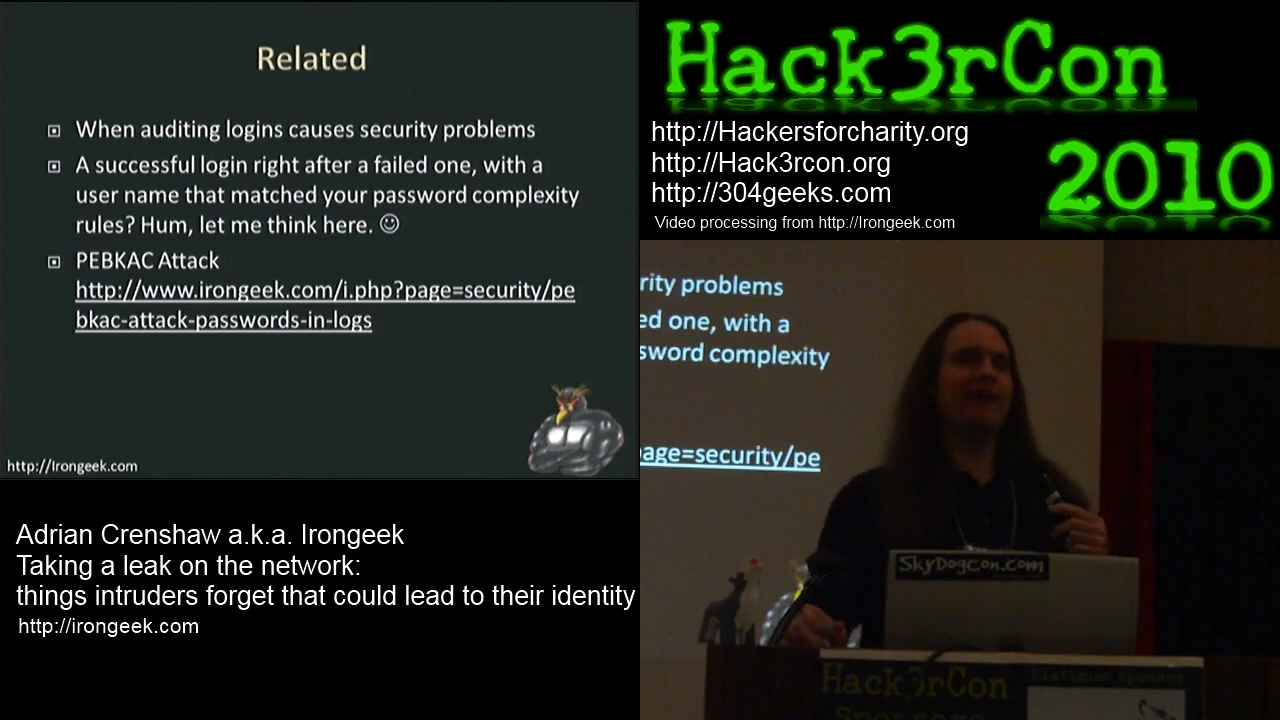 Related
When auditing logins causes security problems
A successful login right after a failed one, with a
user name that matched your password complexity
rules? Hum, let me think here. ☺
PEBKAC Attack
http://www.irongeek.com/i.php?page=security/pe
bkac-attack-passwords-in-logs
http://Irongeek.com
Hack3rCon
http://Hackersforcharity.org
http://Hack3rcon.org
http://304geeks.com
2010
Video processing from http://Irongeek.com
rity problems
ed one, with a
sword complexity
age=security/pe
SkyDogCon.com
Hack3rCon
Sponsors
Platinum Sponsor
Adrian Crenshaw a.k.a. Irongeek
Taking a leak on the network:
things intruders forget that could lead to their identity
http://irongeek.com